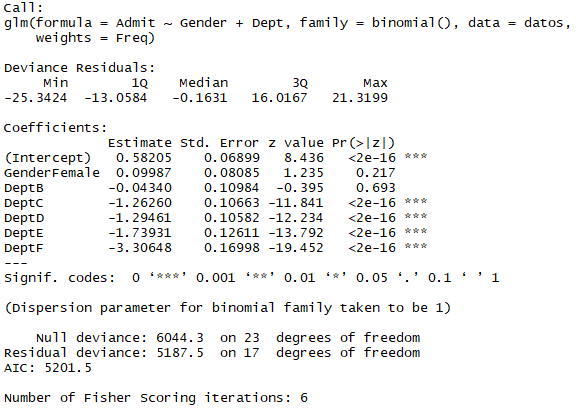 Call:
glm(formula = Admit ~ Gender + Dept, family = binomial(), data = datos,
    weights = Freq)

Deviance Residuals:
     Min       1Q   Median       3Q      Max
-25.3424 -13.0584  -0.1631  16.0167  21.3199

Coefficients:
             Estimate Std. Error z value Pr(>|z|)
(Intercept)   0.58205    0.06899   8.436   <2e-16 ***
GenderFemale  0.09987    0.08085   1.235    0.217
DeptB        -0.04340    0.10984  -0.395    0.693
DeptC        -1.26260    0.10663 -11.841   <2e-16 ***
DeptD        -1.29461    0.10582 -12.234   <2e-16 ***
DeptE        -1.73931    0.12611 -13.792   <2e-16 ***
DeptF        -3.30648    0.16998 -19.452   <2e-16 ***
---
Signif. codes:  0 ‘***’ 0.001 ‘**’ 0.01 ‘*’ 0.05 ‘.’ 0.1 ‘ ’ 1

(Dispersion parameter for binomial family taken to be 1)

    Null deviance: 6044.3  on 23  degrees of freedom
Residual deviance: 5187.5  on 17  degrees of freedom
AIC: 5201.5

Number of Fisher Scoring iterations: 6